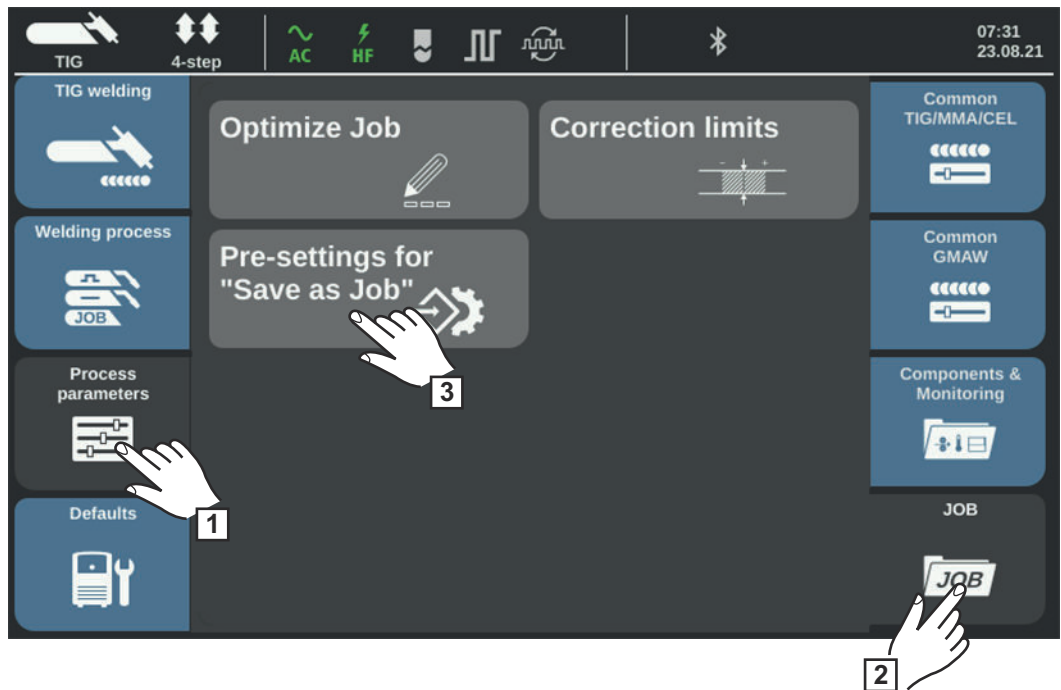 TIG
4-step
AC
HF
07:31
23.08.21
TIG welding
Welding process
JOB
Process
parameters
1
Defaults
Optimize Job
Correction limits
- +
Pre-settings for
"Save as Job"
3
Common
TIG/MMA/CEL
Common
GMAW
Components &
Monitoring
JOB
JOB
2